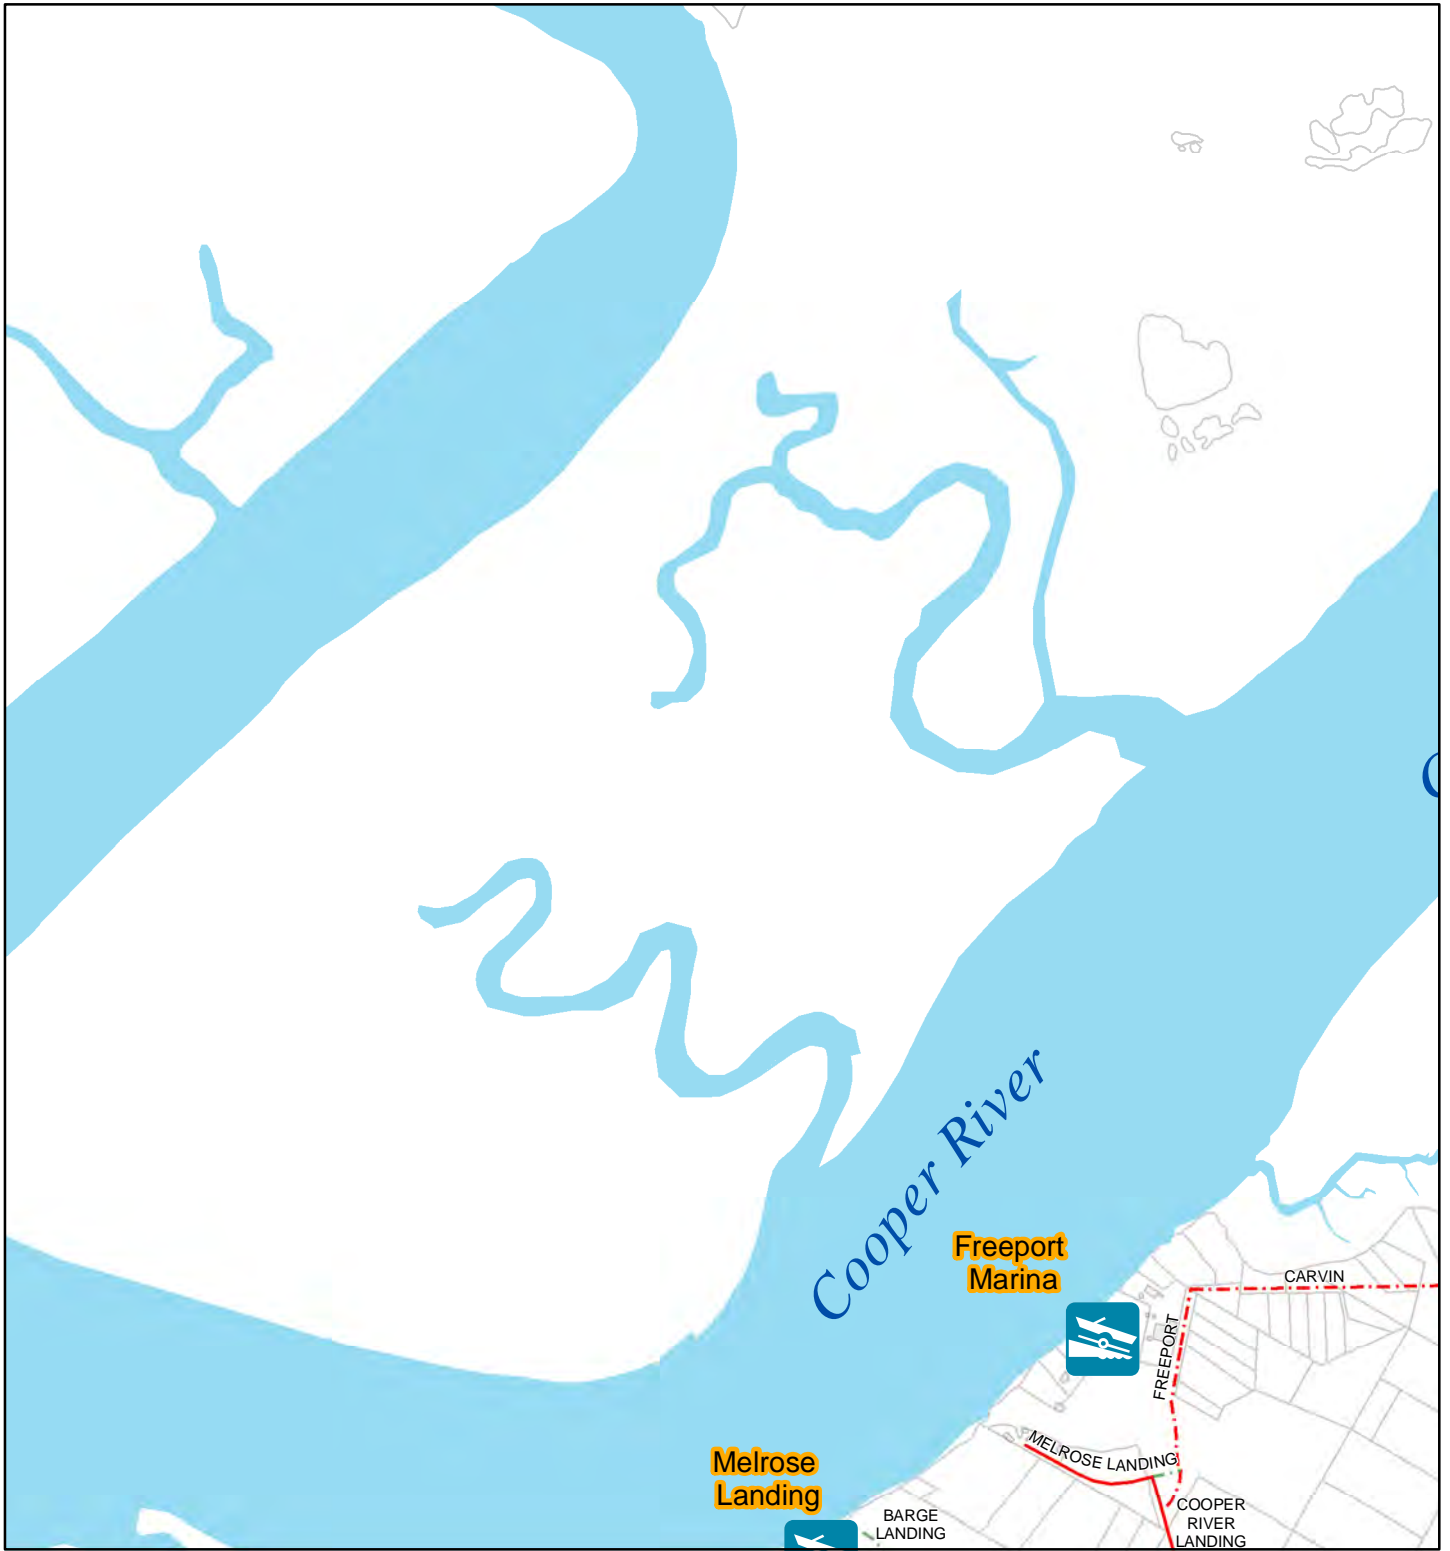 C
Cooper River
Freeport
Marina
CARVIN
FREEPORT
MELROSE LANDING
Melrose
Landing
BARGE
LANDING
COOPER
RIVER
LANDING